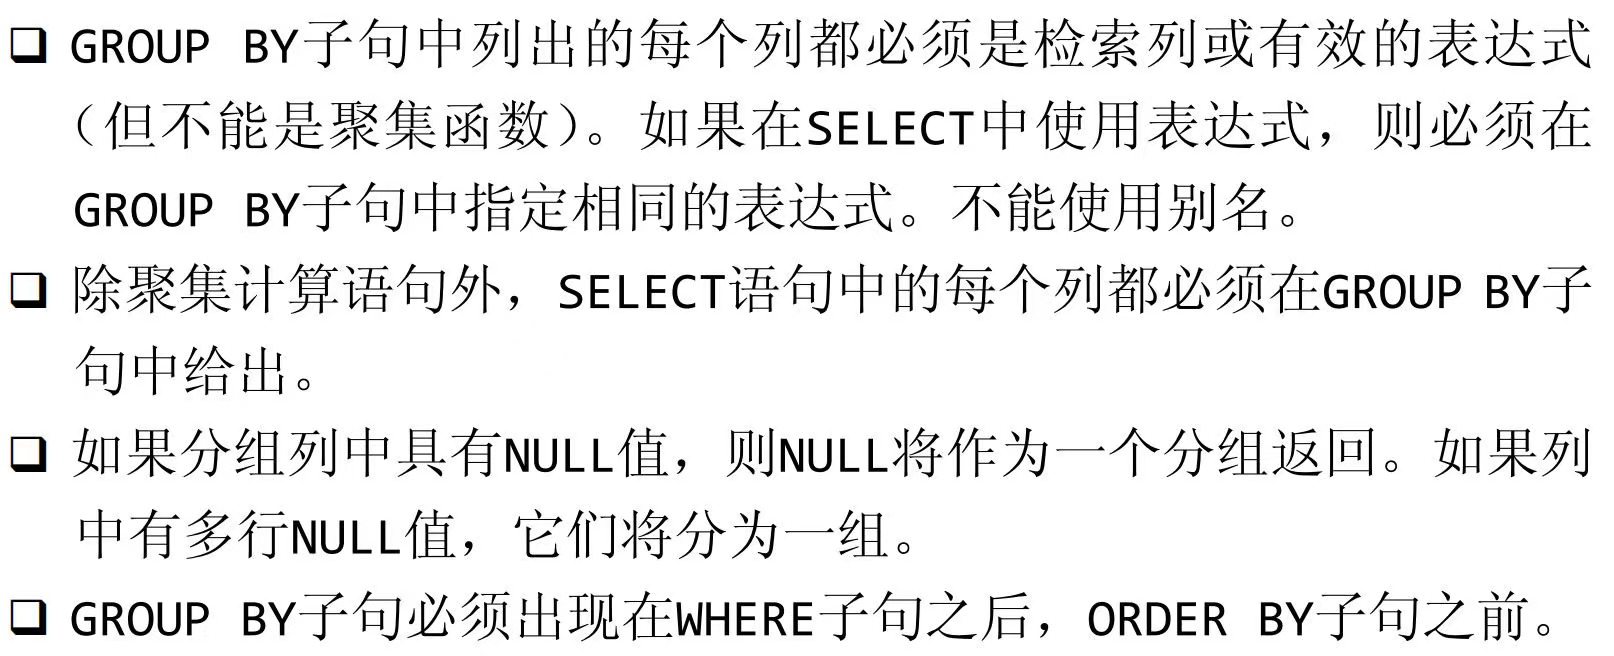 ❑ GROUP BY子句中列出的每个列都必须是检索列或有效的表达式
（但不能是聚集函数）。如果在SELECT中使用表达式，则必须在
GROUP BY子句中指定相同的表达式。不能使用别名。
❑ 除聚集计算语句外，SELECT语句中的每个列都必须在GROUP BY子
句中给出。
❑ 如果分组列中具有NULL值，则NULL将作为一个分组返回。如果列
中有多行NULL值，它们将分为一组。
❑ GROUP BY子句必须出现在WHERE子句之后，ORDER BY子句之前。